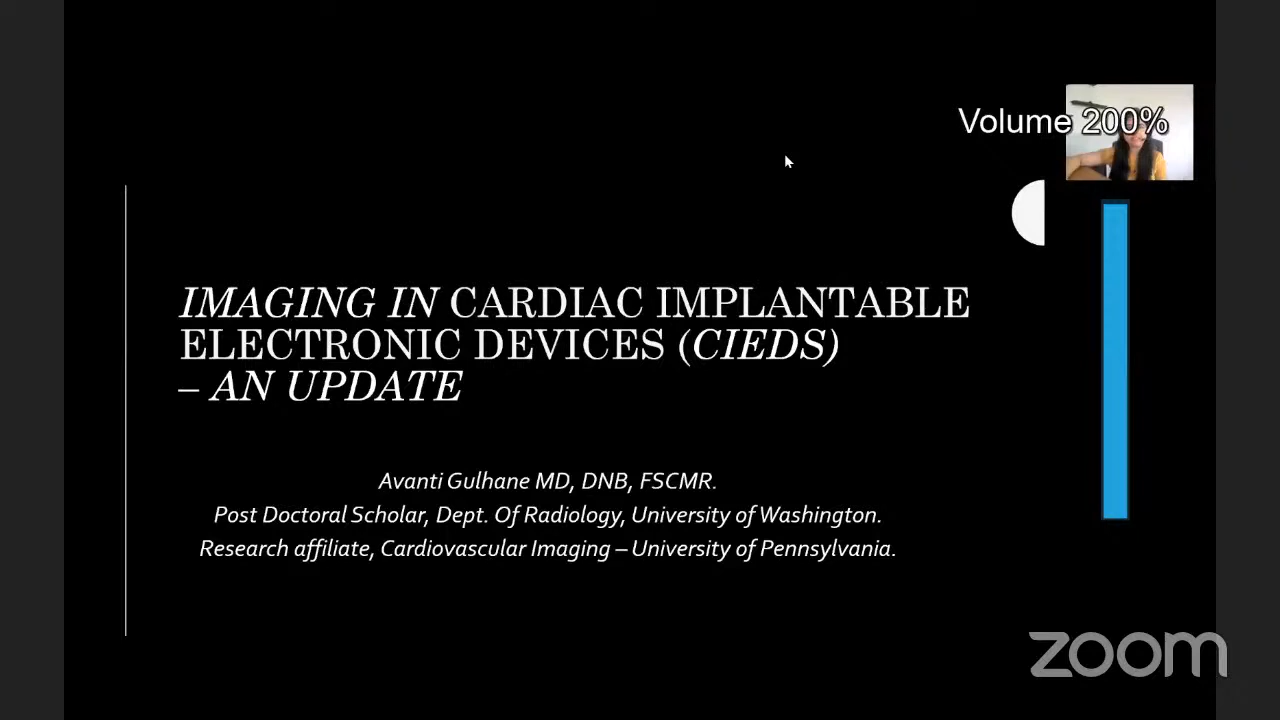 Volume 200%
IMAGING IN CARDIAC IMPLANTABLE
ELECTRONIC DEVICES (CIEDS)
– AN UPDATE
Avanti Gulhane MD, DNB, FSCMR.
Post Doctoral Scholar, Dept. Of Radiology, University of Washington.
Research affiliate, Cardiovascular Imaging – University of Pennsylvania.
zoom